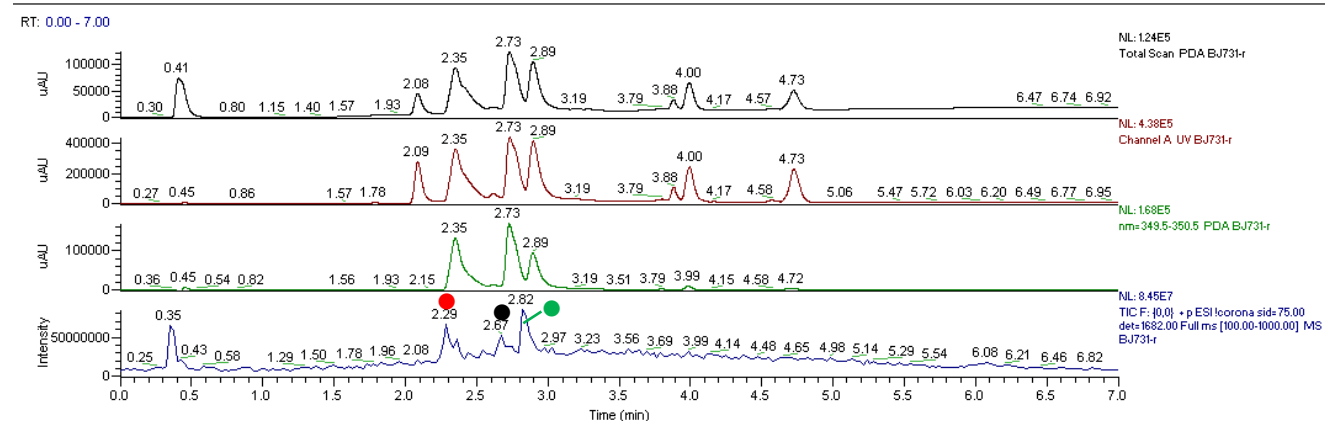 RT: 0.00 - 7.00
NL: 1.24E5
Total Scan PDA BJ731-r
uAU
100000
50000
0
0.30 0.41 0.80 1.15 1.40 1.57 1.93 2.08 2.35 2.73 2.89 3.19 3.79 3.88 4.00 4.17 4.57 4.73 6.47 6.74 6.92
NL: 4.38E5
Channel A UV BJ731-r
uAU
400000
200000
0
0.27 0.45 0.86 1.57 1.78 2.09 2.35 2.73 2.89 3.19 3.79 3.88 4.00 4.17 4.58 4.73 5.06 5.47 5.72 6.03 6.20 6.49 6.77 6.95
NL: 1.68E5
nm=349.5-350.5 PDA BJ731-r
uAU
100000
0
0.36 0.45 0.54 0.82 1.56 1.93 2.15 2.35 2.73 2.89 3.19 3.51 3.79 3.99 4.15 4.58 4.72
NL: 8.45E7
TIC F: {0,0} + p ESI !corona sid=75.00
det=1682.00 Full ms [100.00-1000.00] MS
BJ731-r
Intensity
50000000
0
0.25 0.35 0.43 0.58 1.29 1.50 1.78 1.96 2.08 2.29 2.67 2.82 2.97 3.23 3.56 3.69 3.99 4.14 4.48 4.65 4.98 5.14 5.29 5.54 6.08 6.21 6.46 6.82
0.0 0.5 1.0 1.5 2.0 2.5 3.0 3.5 4.0 4.5 5.0 5.5 6.0 6.5 7.0
Time (min)